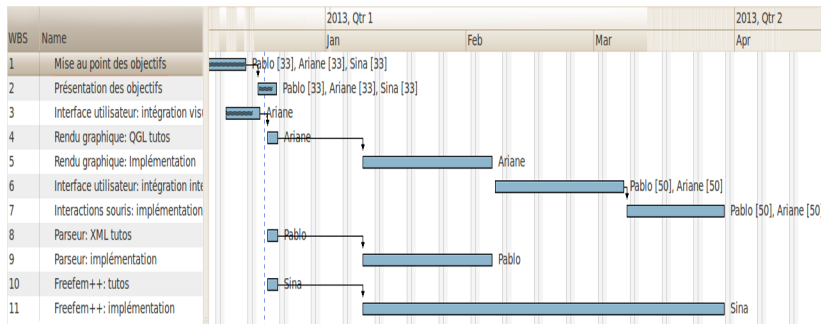 2013, Qtr 1 2013, Qtr 2
WBS Name Jan Feb Mar Apr
1 Mise au point des objectifs Pablo [33], Ariane [33], Sina [33]
2 Présentation des objectifs Pablo [33], Ariane [33], Sina [33]
3 Interface utilisateur: intégration visu Ariane
4 Rendu graphique: QGL tutos Ariane
5 Rendu graphique: Implémentation Ariane
6 Interface utilisateur: intégration inte Pablo [50], Ariane [50]
7 Interactions souris: implémentation Pablo [50], Ariane [50
8 Parseur: XML tutos Pablo
9 Parseur: implémentation Pablo
10 Freefem++: tutos Sina
11 Freefem++: implémentation Sina